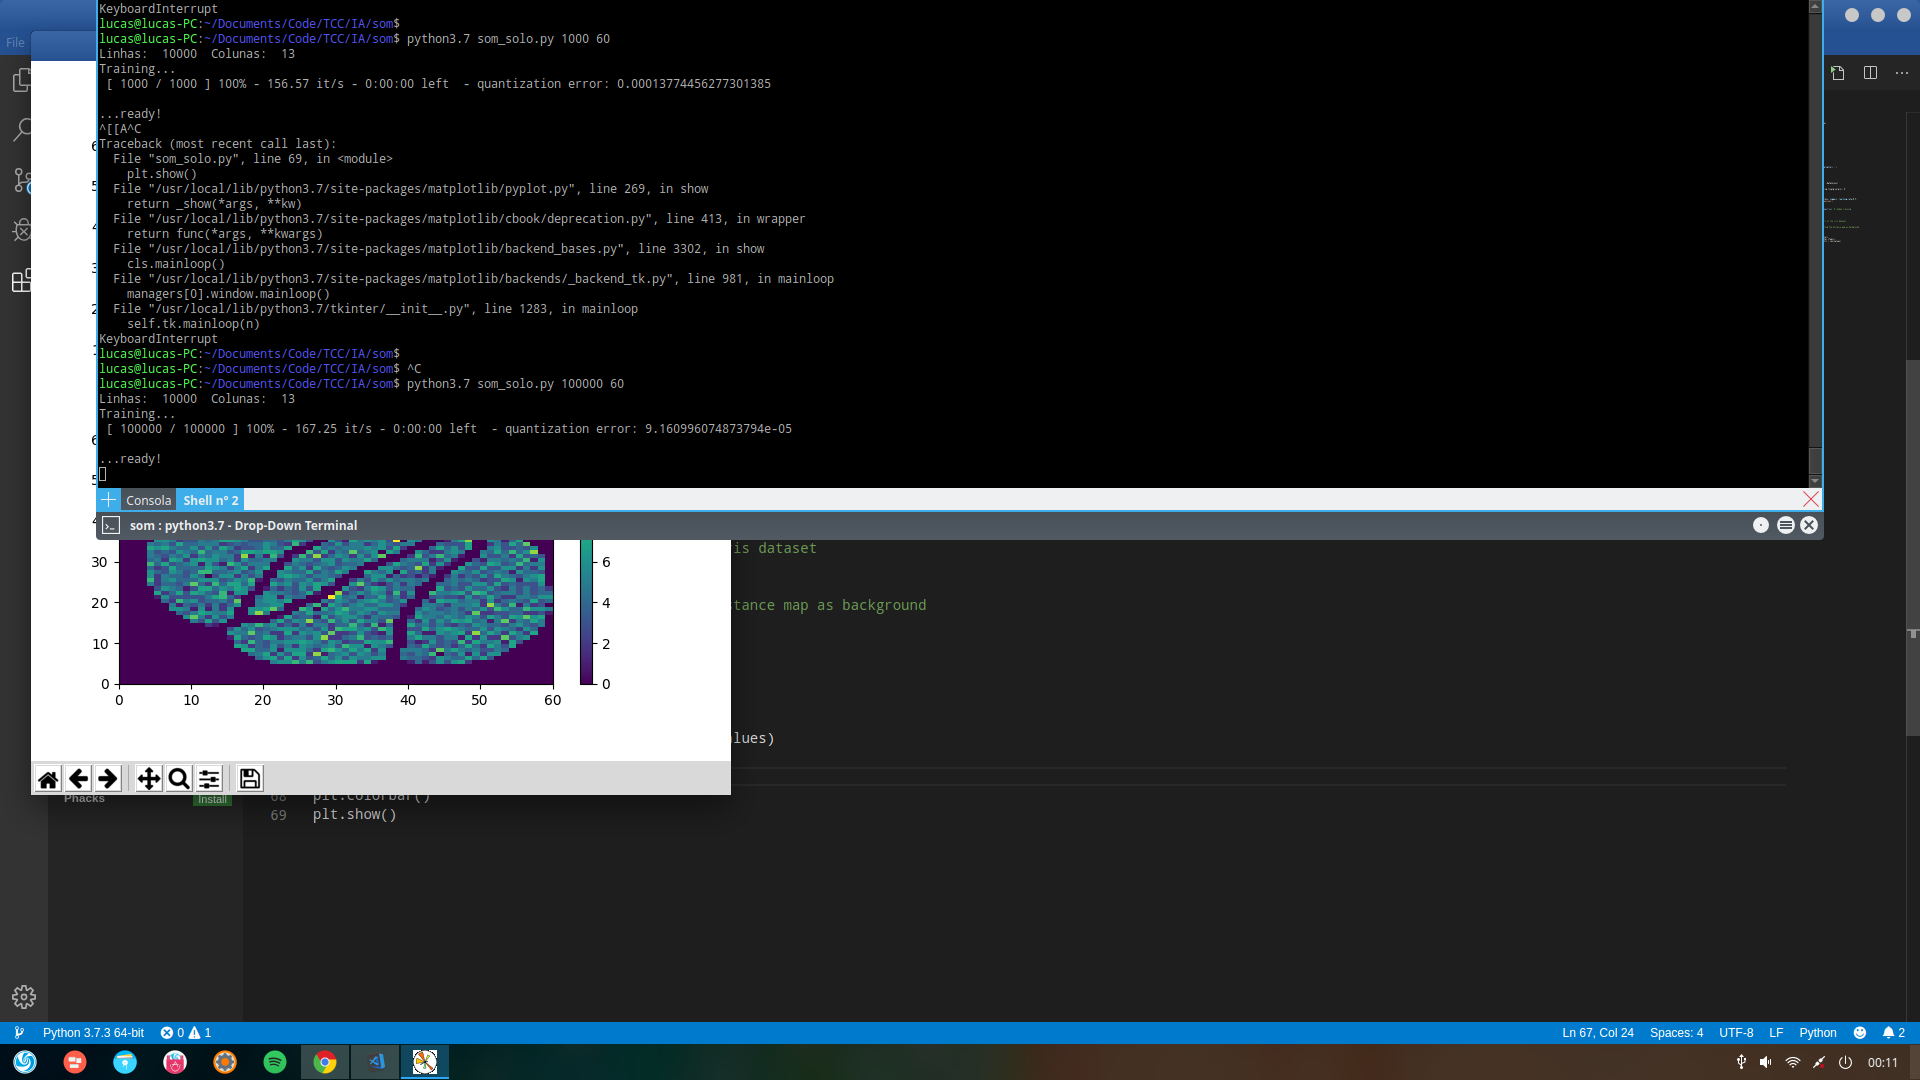 KeyboardInterrupt
lucas@lucas-PC:~/Documents/Code/TCC/IA/som$
lucas@lucas-PC:~/Documents/Code/TCC/IA/som$ python3.7 som_solo.py 1000 60
Linhas:  10000  Colunas:  13
Training...
[ 1000 / 1000 ] 100% - 156.57 it/s - 0:00:00 left  - quantization error: 0.00013774456277301385
...ready!
^[[A^C
Traceback (most recent call last):
File "som_solo.py", line 69, in <module>
plt.show()
File "/usr/local/lib/python3.7/site-packages/matplotlib/pyplot.py", line 269, in show
return _show(*args, **kw)
File "/usr/local/lib/python3.7/site-packages/matplotlib/cbook/deprecation.py", line 413, in wrapper
return func(*args, **kwargs)
File "/usr/local/lib/python3.7/site-packages/matplotlib/backend_bases.py", line 3302, in show
cls.mainloop()
File "/usr/local/lib/python3.7/site-packages/matplotlib/backends/_backend_tk.py", line 981, in mainloop
managers[0].window.mainloop()
File "/usr/local/lib/python3.7/tkinter/__init__.py", line 1283, in mainloop
self.tk.mainloop(n)
KeyboardInterrupt
lucas@lucas-PC:~/Documents/Code/TCC/IA/som$
lucas@lucas-PC:~/Documents/Code/TCC/IA/som$ ^C
lucas@lucas-PC:~/Documents/Code/TCC/IA/som$ python3.7 som_solo.py 100000 60
Linhas:  10000  Colunas:  13
Training...
[ 100000 / 100000 ] 100% - 167.25 it/s - 0:00:00 left  - quantization error: 9.160996074873794e-05
...ready!
Consola Shell nº 2
som : python3.7 - Drop-Down Terminal
File
is dataset
tance map as background
lues)
30
20
10
0
0 10 20 30 40 50 60
6
4
2
0
Phacks Install
68 plt.colorbar()
69 plt.show()
Python 3.7.3 64-bit 0 1 Ln 67, Col 24 Spaces: 4 UTF-8 LF Python 2
00:11